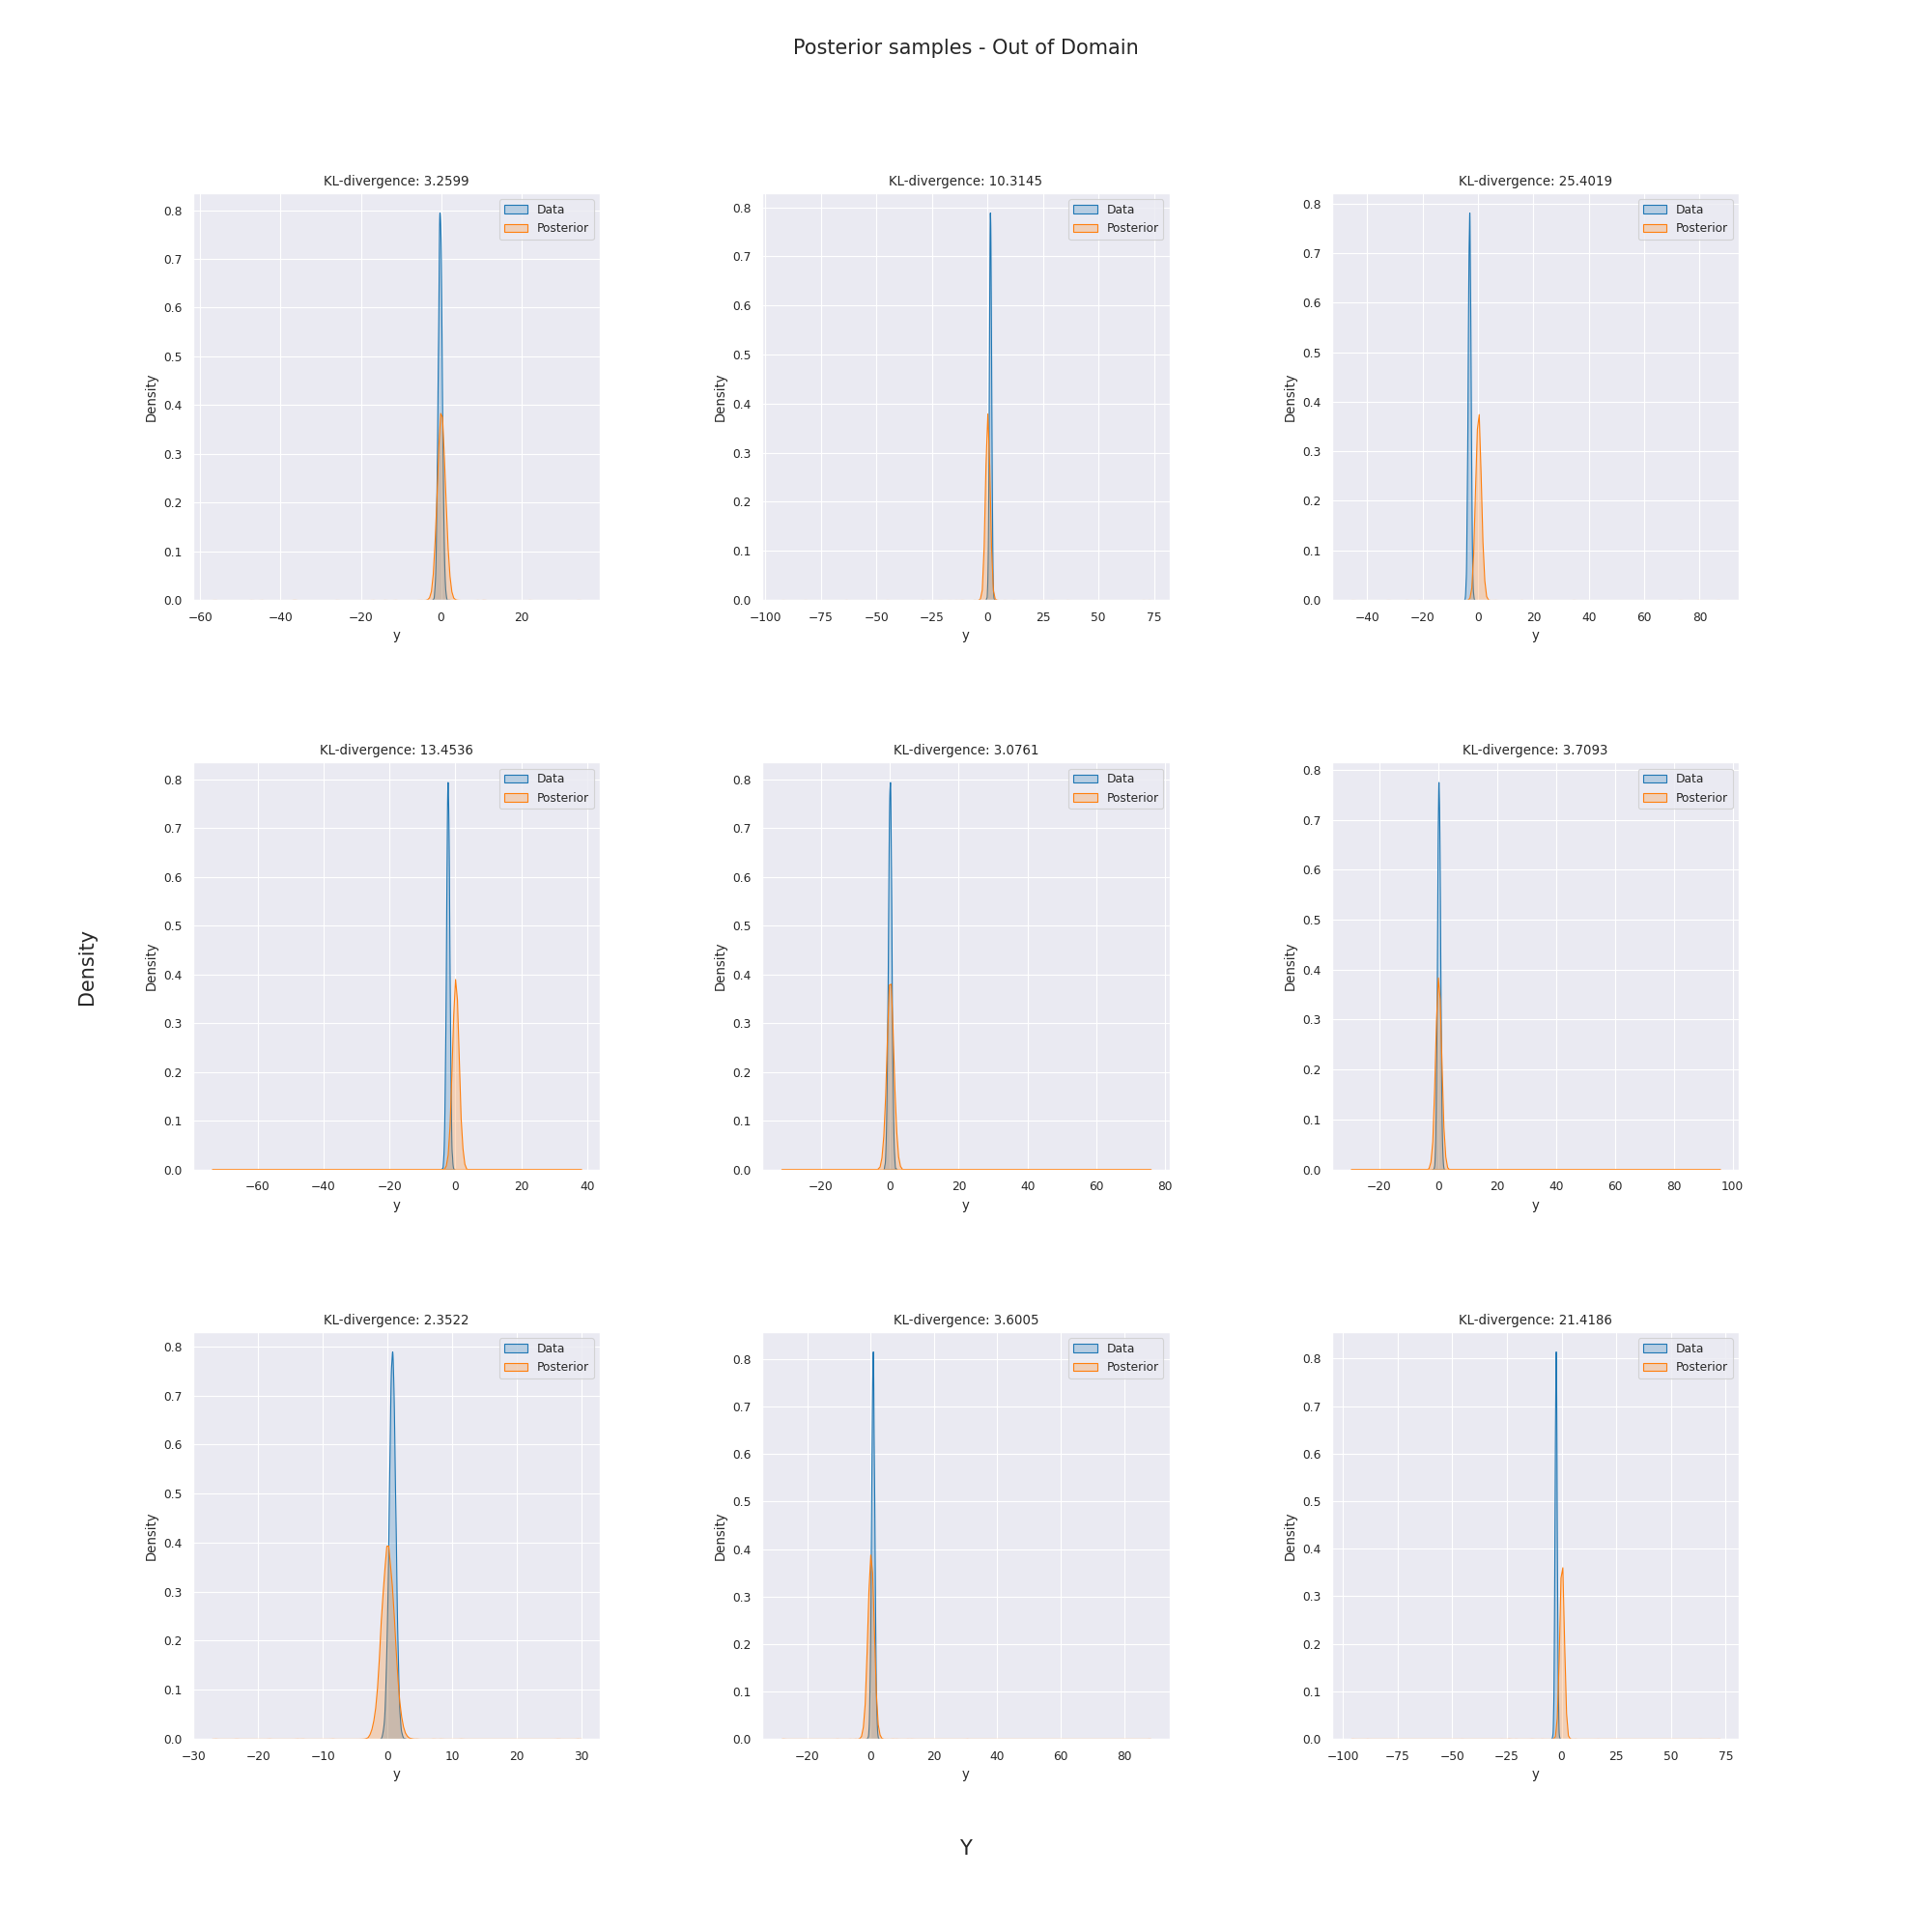 Posterior samples - Out of Domain
KL-divergence: 3.2599
Data
Posterior
0.8
0.7
0.6
0.5
0.4
0.3
0.2
0.1
0.0
Density
−60 −40 −20 0 20
y
KL-divergence: 10.3145
Data
Posterior
0.8
0.7
0.6
0.5
0.4
0.3
0.2
0.1
0.0
Density
−100 −75 −50 −25 0 25 50 75
y
KL-divergence: 25.4019
Data
Posterior
0.8
0.7
0.6
0.5
0.4
0.3
0.2
0.1
0.0
Density
−40 −20 0 20 40 60 80
y
Density
KL-divergence: 13.4536
Data
Posterior
0.8
0.7
0.6
0.5
0.4
0.3
0.2
0.1
0.0
Density
−60 −40 −20 0 20 40
y
KL-divergence: 3.0761
Data
Posterior
0.8
0.7
0.6
0.5
0.4
0.3
0.2
0.1
0.0
Density
−20 0 20 40 60 80
y
KL-divergence: 3.7093
Data
Posterior
0.8
0.7
0.6
0.5
0.4
0.3
0.2
0.1
0.0
Density
−20 0 20 40 60 80 100
y
KL-divergence: 2.3522
Data
Posterior
0.8
0.7
0.6
0.5
0.4
0.3
0.2
0.1
0.0
Density
−30 −20 −10 0 10 20 30
y
KL-divergence: 3.6005
Data
Posterior
0.8
0.7
0.6
0.5
0.4
0.3
0.2
0.1
0.0
Density
−20 0 20 40 60 80
y
KL-divergence: 21.4186
Data
Posterior
0.8
0.7
0.6
0.5
0.4
0.3
0.2
0.1
0.0
Density
−100 −75 −50 −25 0 25 50 75
y
Y